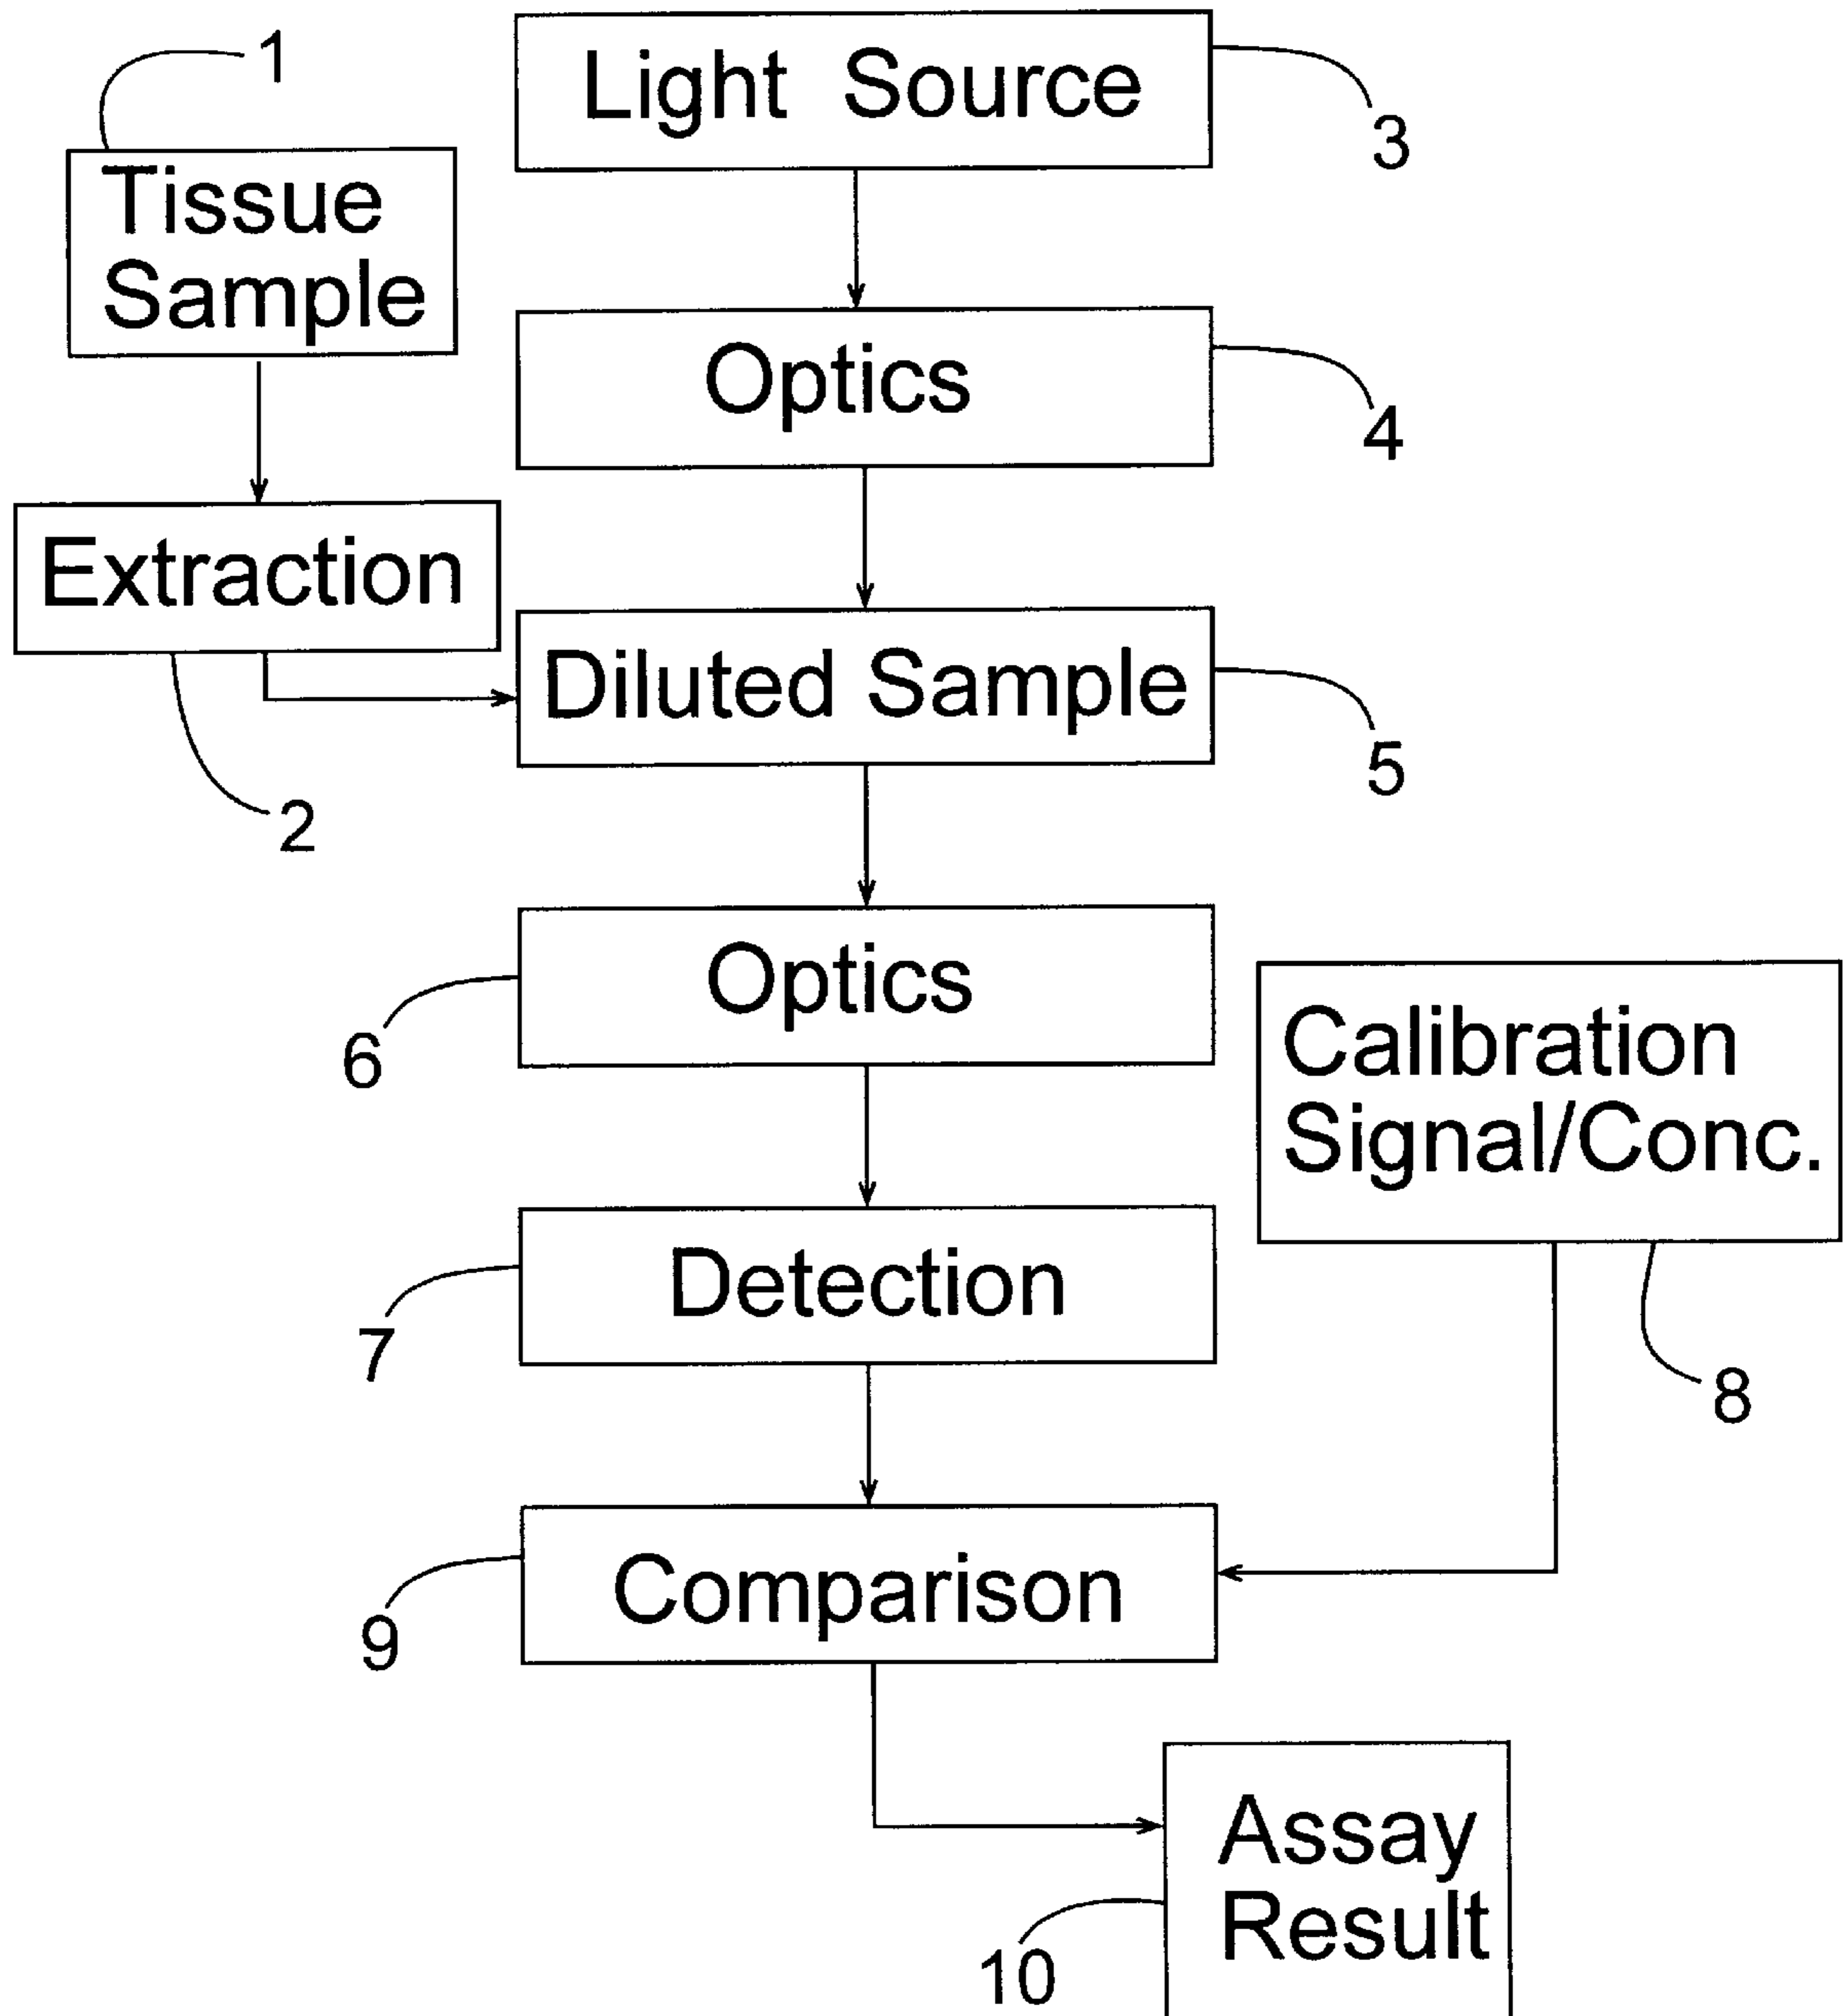 1
Light Source
3
Tissue
Sample
Optics
4
Extraction
2
Diluted Sample
5
Optics
6
Calibration
Signal/Conc.
8
Detection
7
Comparison
9
Assay
Result
10